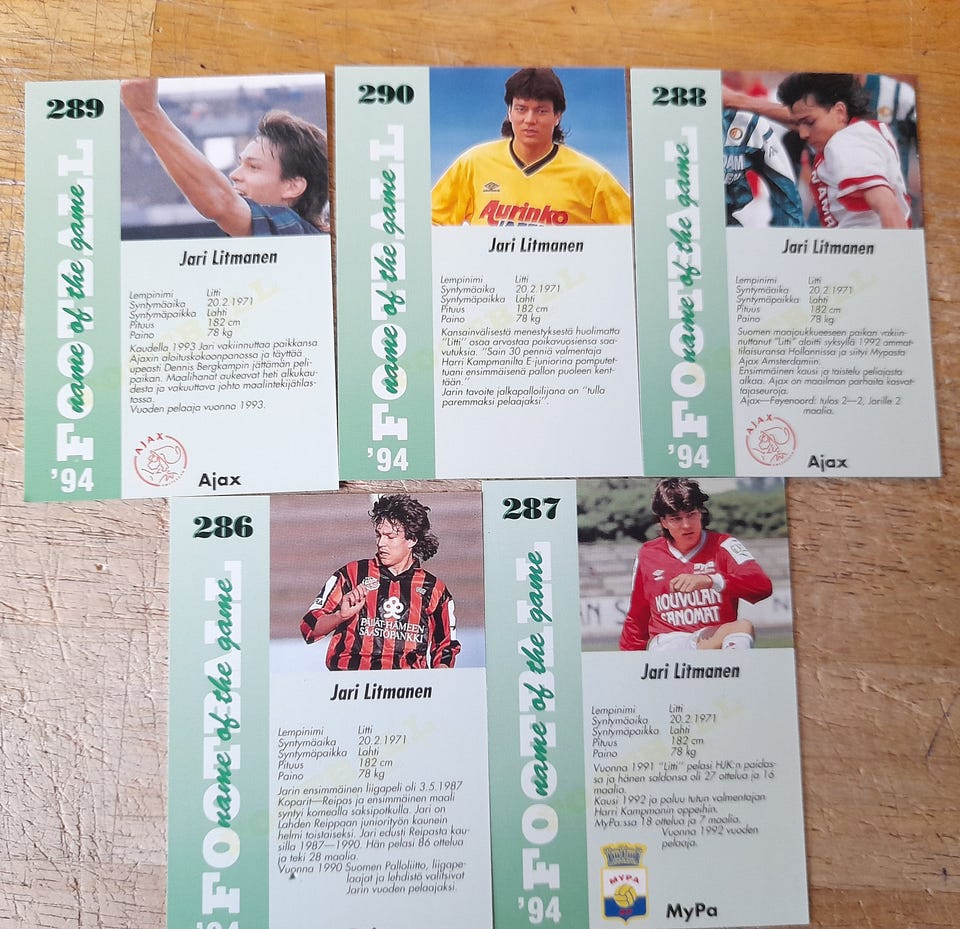 289
FOOTBALL
name of the game
'94
Jari Litmanen
Lempinimi Litti
Syntymäaika 20.2.1971
Syntymäpaikka Lahti
Pituus 182 cm
Paino 78 kg
Kaudella 1993 Jari vakiinnuttaa paikkansa
Ajaxin aloituskokoonpanossa ja täyttää
upeasti Dennis Bergkampin jättämän peli-
paikan. Maalihanat aukeavat heti alkukau-
desta ja vakuuttava johto maalintekijätilas-
tossa.
Vuoden pelaaja vuonna 1993.
AJAX
Ajax
290
FOOTBALL
name of the game
'94
Aurinko
Jari Litmanen
Lempinimi Litti
Syntymäaika 20.2.1971
Syntymäpaikka Lahti
Pituus 182 cm
Paino 78 kg
Kansainvälisestä menestyksestä huolimatta
"Litti" osaa arvostaa poikavuosiensa saa-
vutuksia. "Sain 30 penniä valmentaja
Harri Kampmanilta E-juniorina pomputet-
tuani ensimmäisenä pallon puoleen kent-
tään."
Jarin tavoite jalkapalloilijana on "tulla
paremmaksi pelaajaksi".
288
FOOTBALL
name of the game
'94
Jari Litmanen
Lempinimi Litti
Syntymäaika 20.2.1971
Syntymäpaikka Lahti
Pituus 182 cm
Paino 78 kg
Suomen maajoukkueeseen paikan vakiin-
nuttanut "Litti" aloitti syksyllä 1992 ammat-
tilaisuraa Hollannissa ja siityi Mypasta
Ajax Amsterdamiin.
Ensimmäinen kausi ja taistelu peliajasta
alkaa. Ajax on maailman parhaita kasvat-
tajaseuroja.
Ajax—Feyenoord: tulos 2—2, Jarille 2
maalia.
AJAX
Ajax
286
FOOTBALL
name of the game
'94
PÄIJÄT-HÄMEEN
SÄÄSTÖPANKKI
Jari Litmanen
Lempinimi Litti
Syntymäaika 20.2.1971
Syntymäpaikka Lahti
Pituus 182 cm
Paino 78 kg
Jarin ensimmäinen liigapeli oli 3.5.1987
Koparit—Reipas ja ensimmäinen maali
syntyi komealla saksipotkulla. Jari on
Lahden Reippaan juniorityön kaunein
helmi toistaiseksi. Jari edusti Reipasta kau-
silla 1987—1990. Hän pelasi 86 ottelua
ja teki 28 maalia.
Vuonna 1990 Suomen Palloliitto, liigape-
laajat ja lehdistö valitsivat
Jarin vuoden pelaajaksi.
287
FOOTBALL
name of the game
'94
KOUVOLAN
SANOMAT
Jari Litmanen
Lempinimi Litti
Syntymäaika 20.2.1971
Syntymäpaikka Lahti
Pituus 182 cm
Paino 78 kg
Vuonna 1991 "Litti" pelasi HJK:n paidas-
sa ja hänen saldonsa oli 27 ottelua ja 16
maalia.
Kausi 1992 ja paluu tutun valmentajan
Harri Kampmanin oppeihin.
MyPa:ssa 18 ottelua ja 7 maalia.
Vuonna 1992 vuoden
pelaaja.
MYPA
MyPa